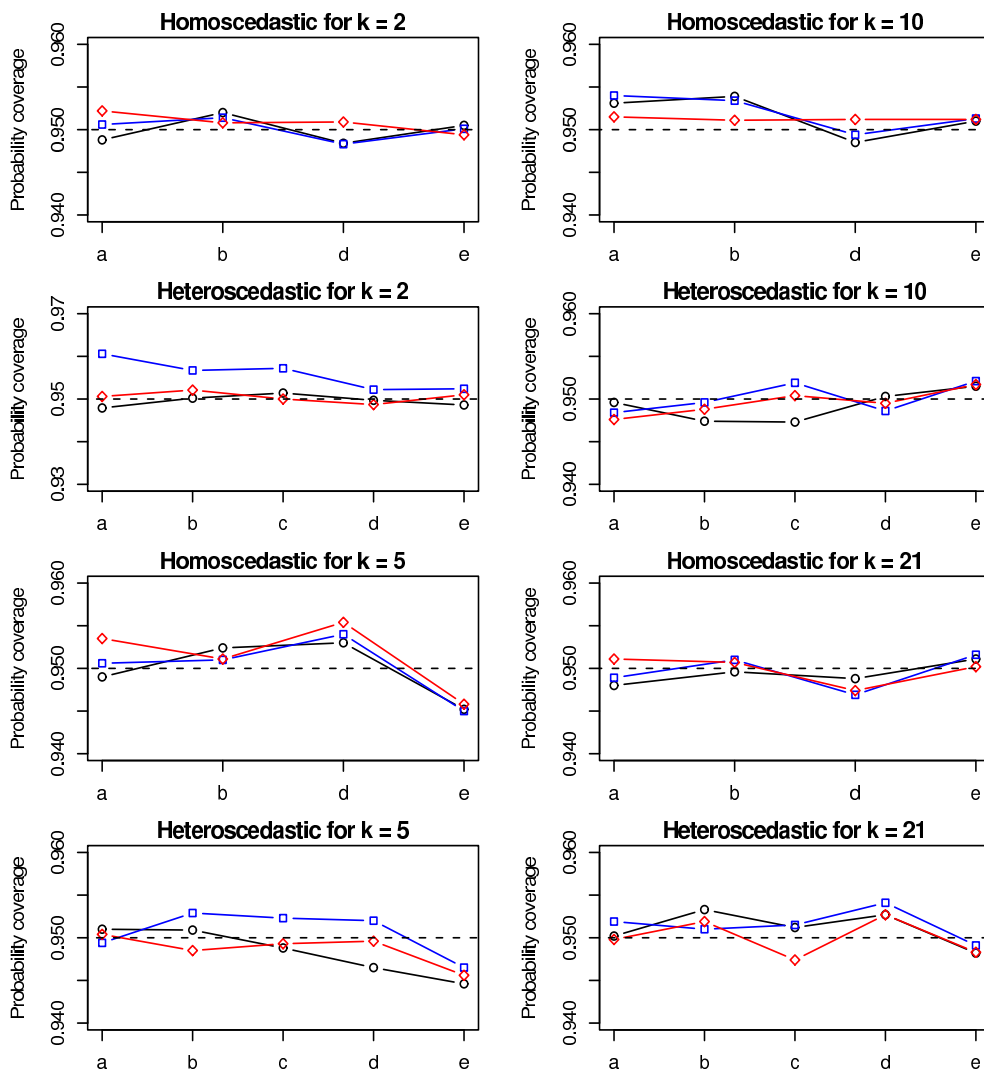 Homoscedastic for k = 2
Probability coverage
0.960
0.950
0.940
a b d e
Homoscedastic for k = 10
Probability coverage
0.960
0.950
0.940
a b d e
Heteroscedastic for k = 2
Probability coverage
0.97
0.95
0.93
a b c d e
Heteroscedastic for k = 10
Probability coverage
0.960
0.950
0.940
a b c d e
Homoscedastic for k = 5
Probability coverage
0.960
0.950
0.940
a b d e
Homoscedastic for k = 21
Probability coverage
0.960
0.950
0.940
a b d e
Heteroscedastic for k = 5
Probability coverage
0.960
0.950
0.940
a b c d e
Heteroscedastic for k = 21
Probability coverage
0.960
0.950
0.940
a b c d e